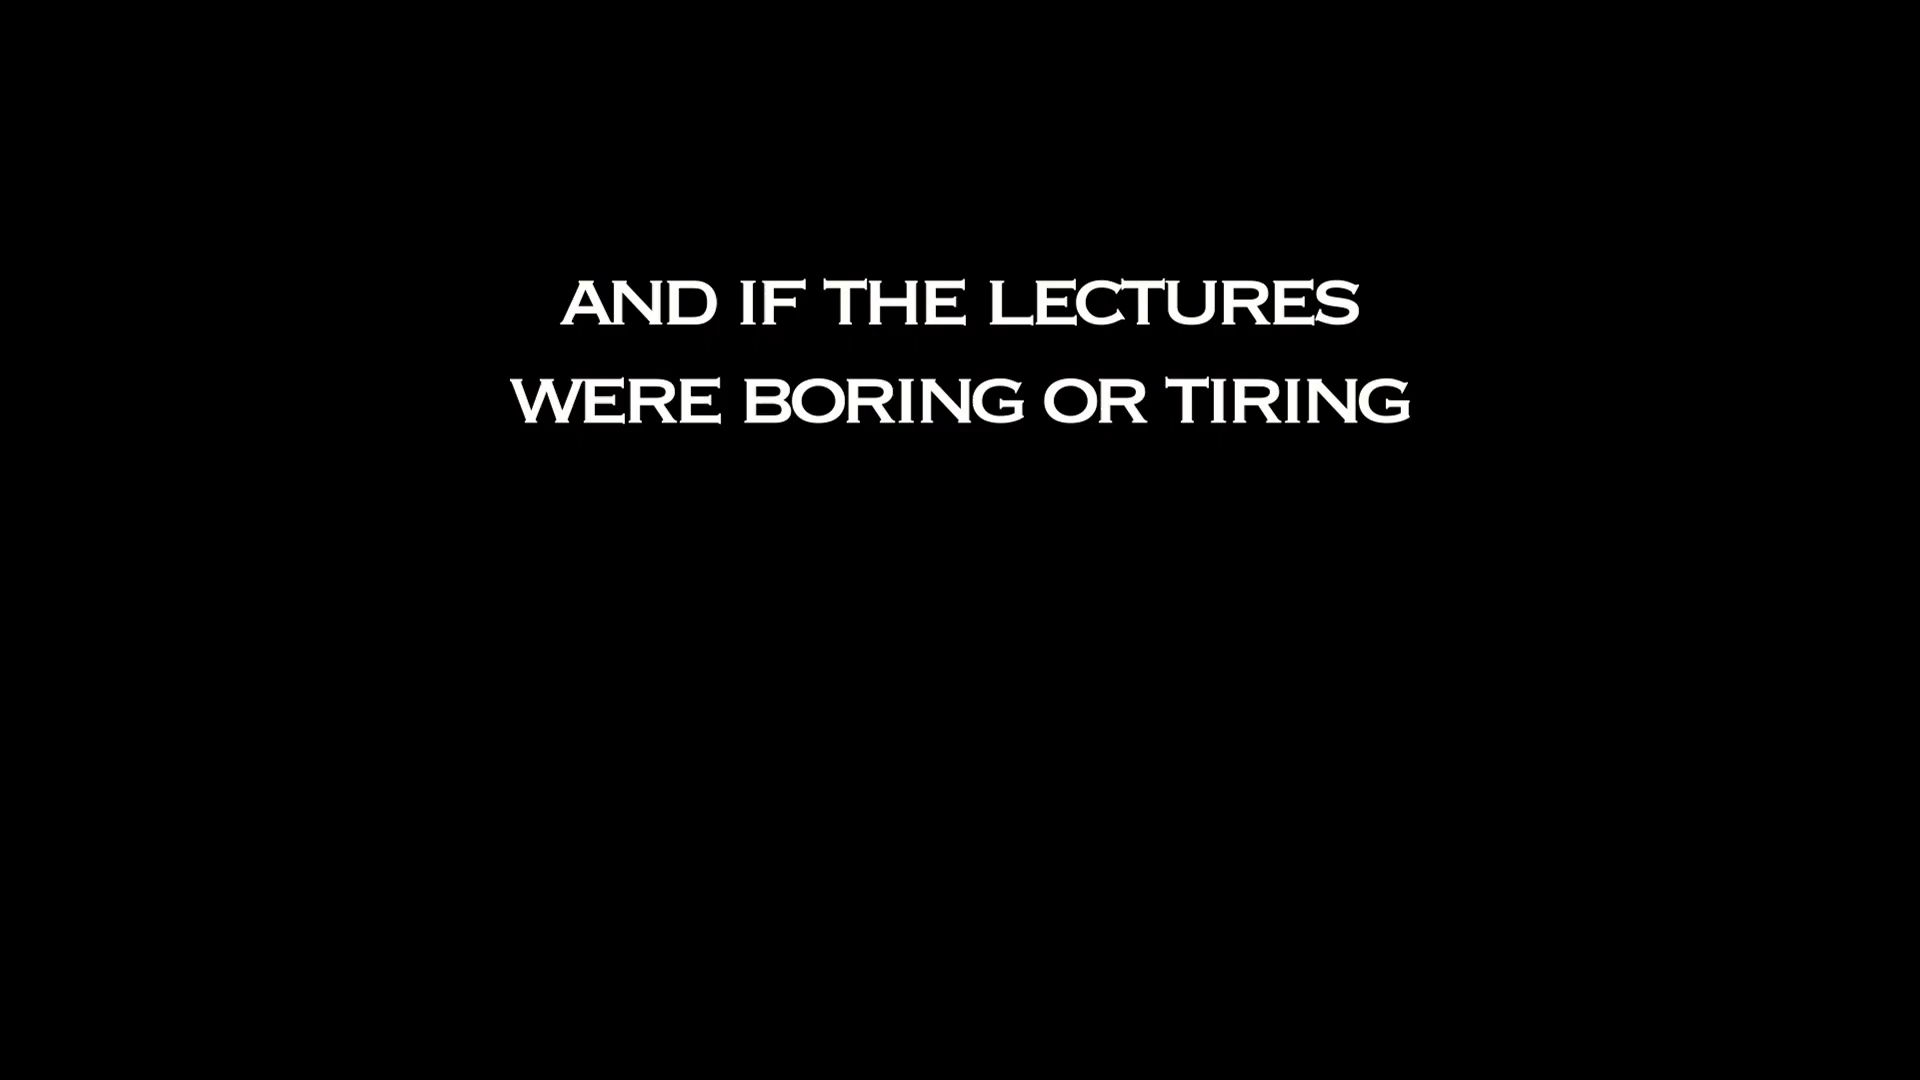 AND IF THE LECTURES
WERE BORING OR TIRING